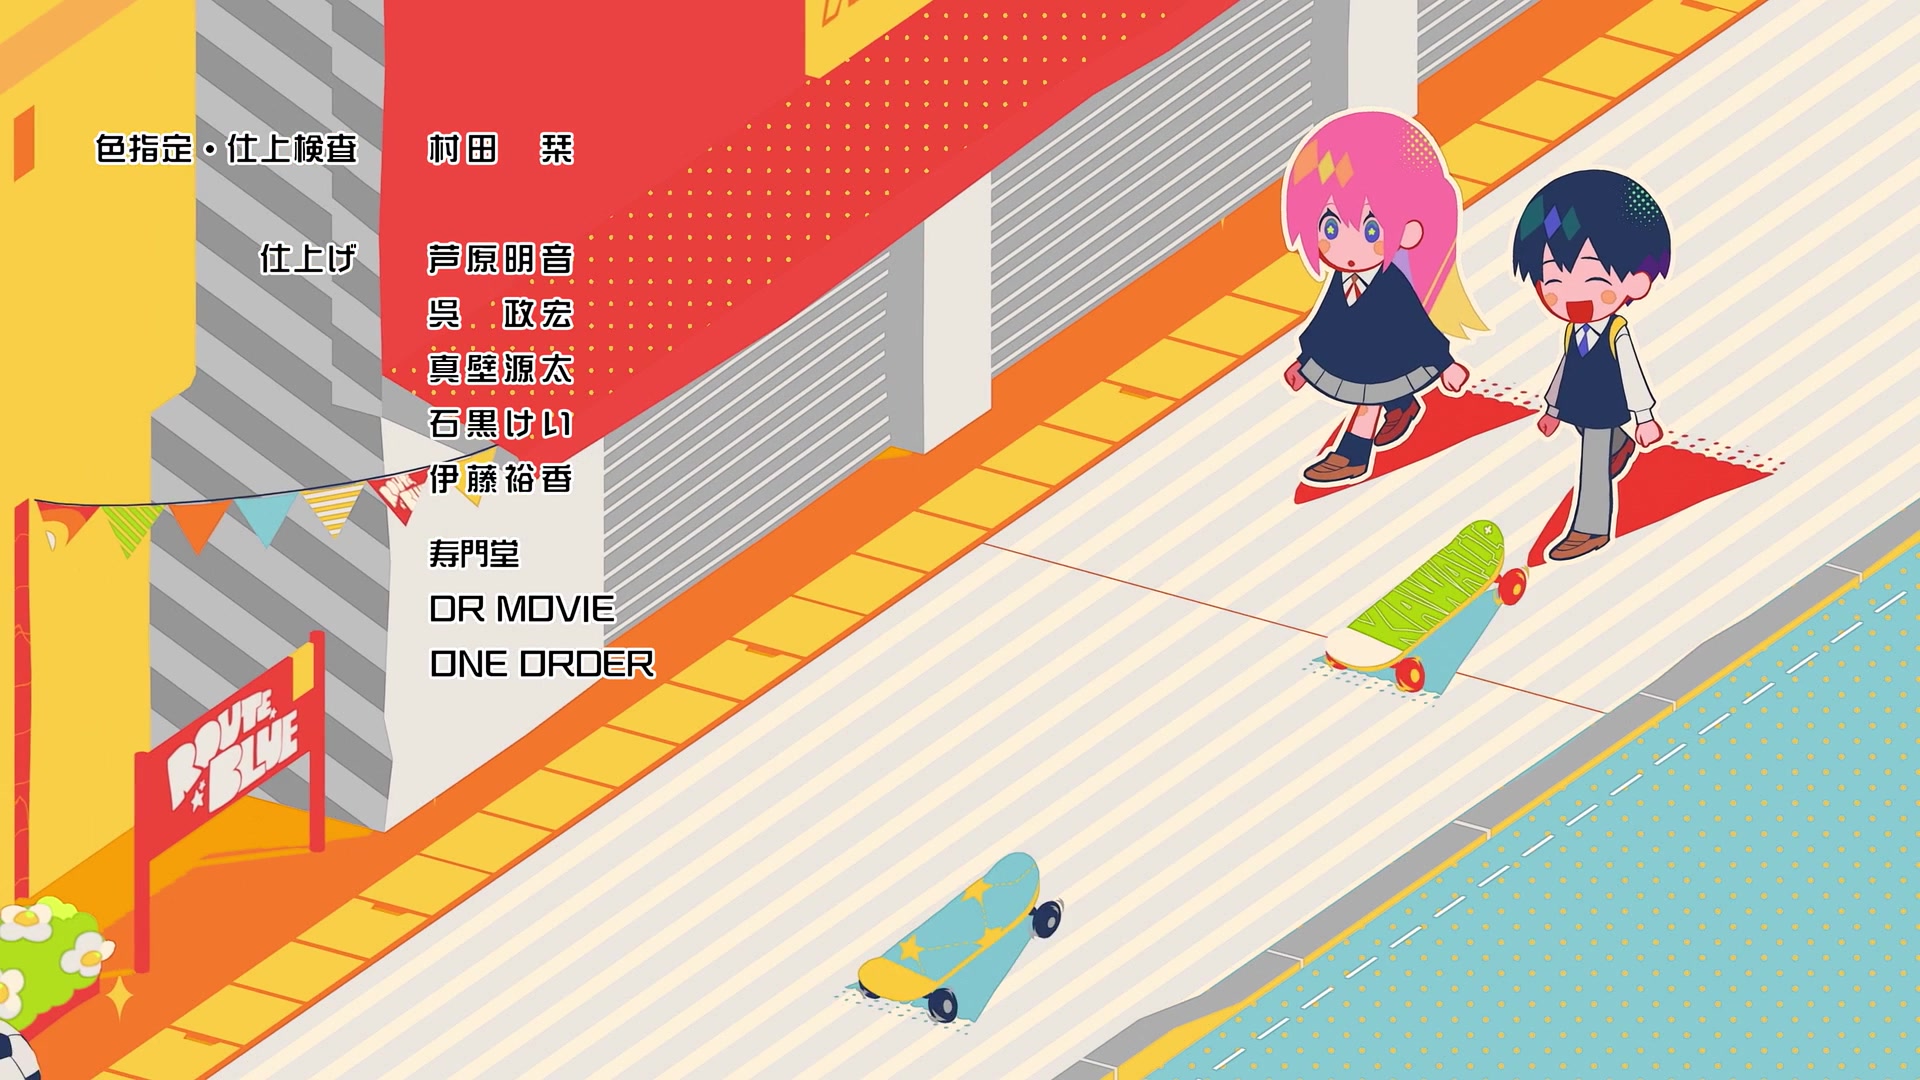 色指定・仕上検査 村田 栞
仕上げ 芦原明音
呉 政宏
真壁源太
石黒けい
伊藤裕香
寿門堂
DR MOVIE
ONE ORDER
ROUTE
BLUE
KAWAII